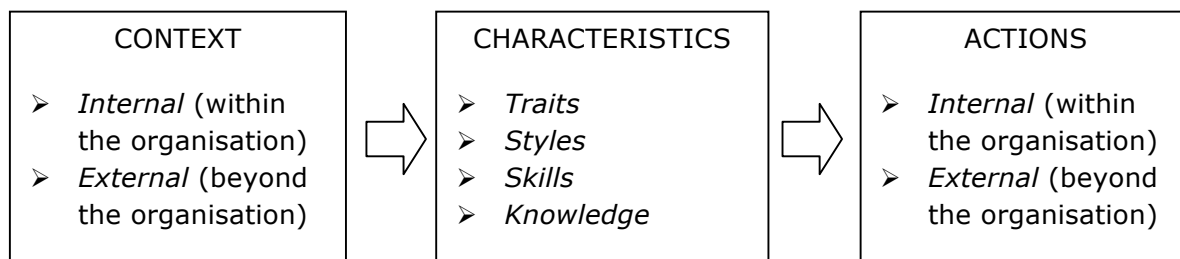 CONTEXT
➢ Internal (within
the organisation)
➢ External (beyond
the organisation)
CHARACTERISTICS
➢ Traits
➢ Styles
➢ Skills
➢ Knowledge
ACTIONS
➢ Internal (within
the organisation)
➢ External (beyond
the organisation)